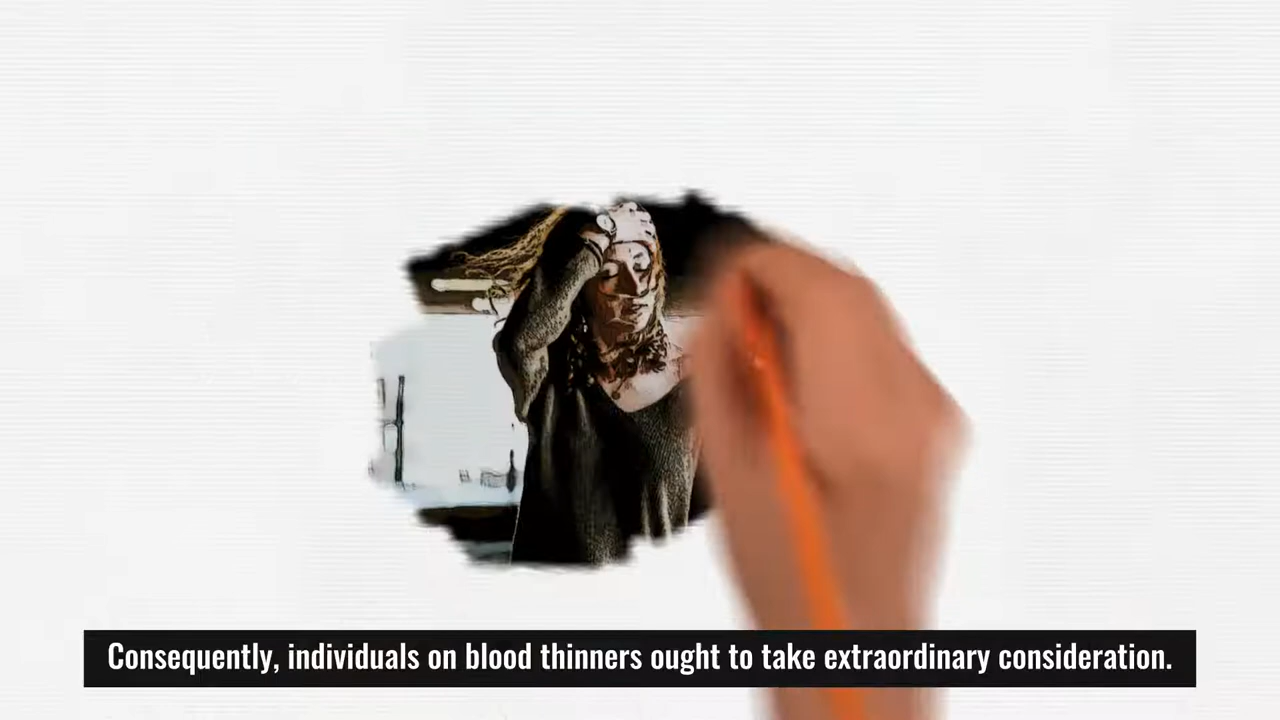 Consequently, individuals on blood thinners ought to take extraordinary consideration.